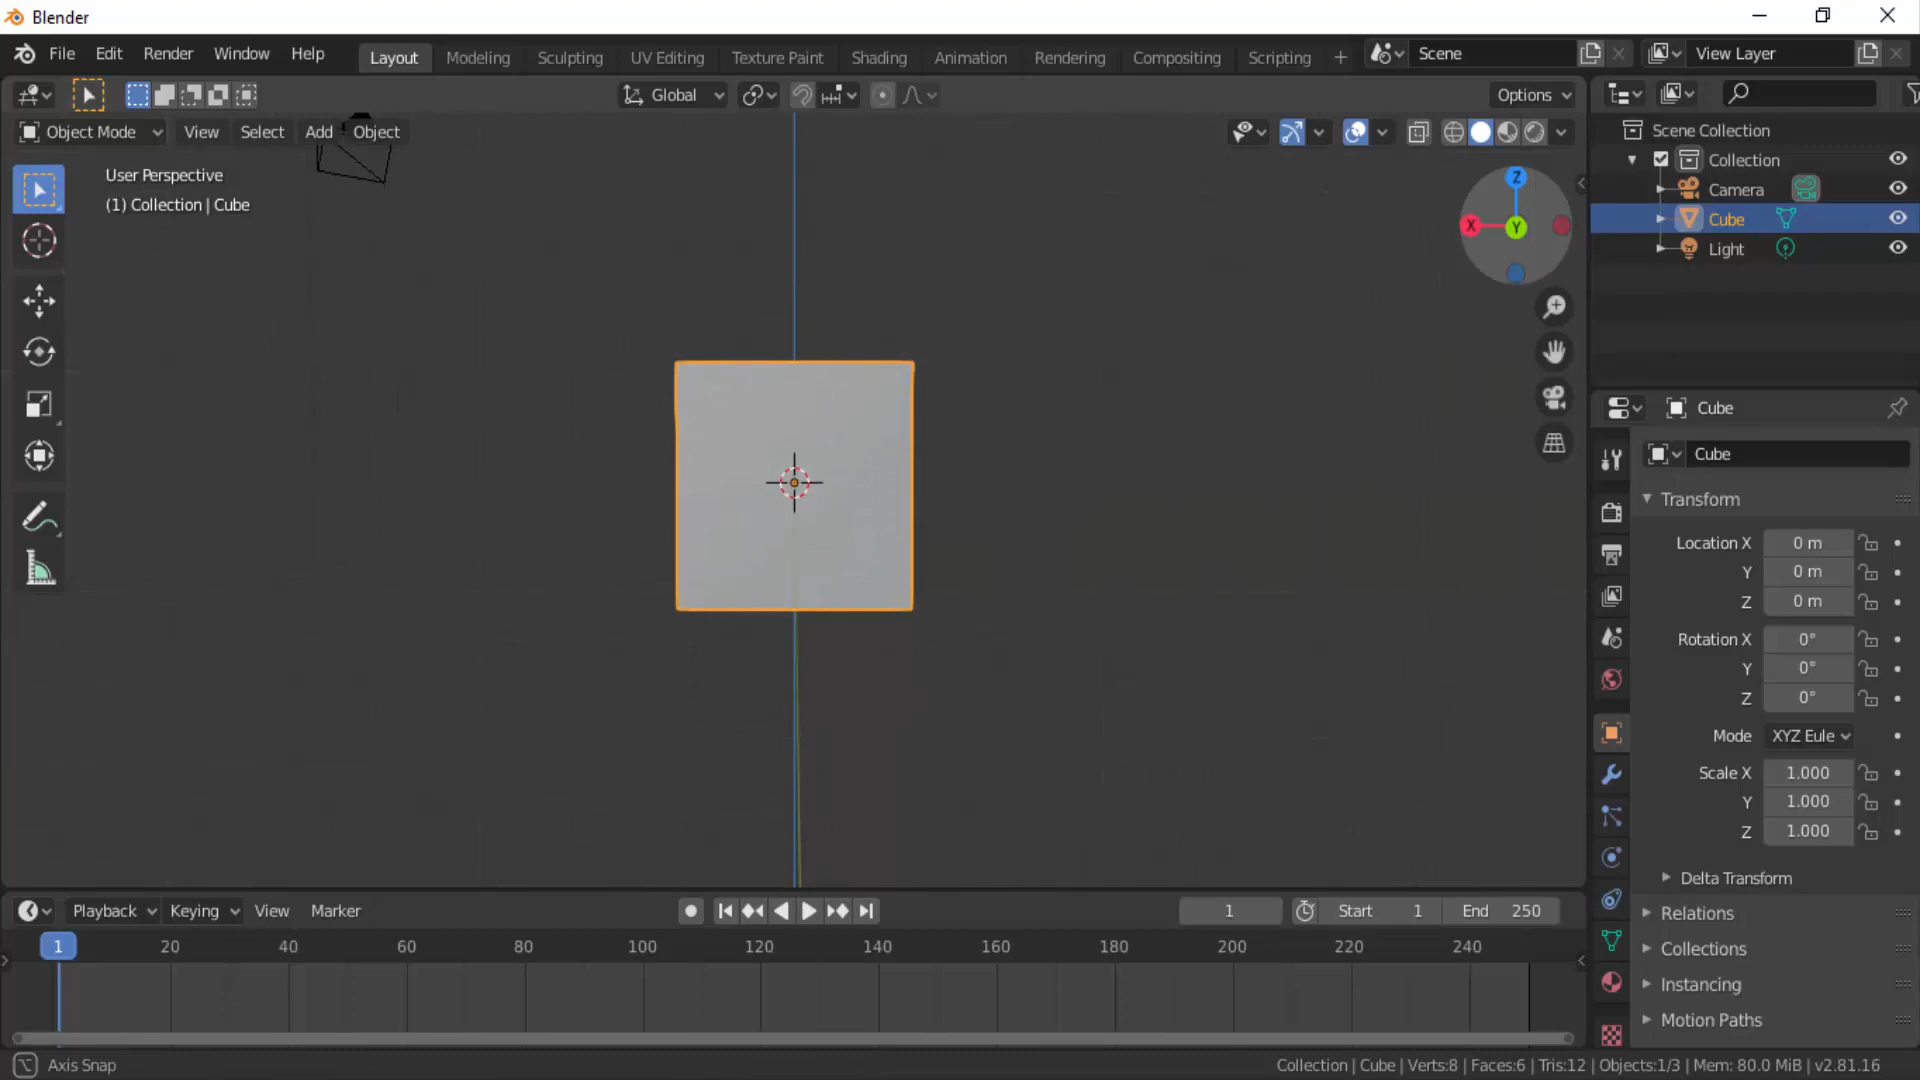 Blender
File Edit Render Window Help Layout Modeling Sculpting UV Editing Texture Paint Shading Animation Rendering Compositing Scripting + Scene View Layer
Global Options
Object Mode View Select Add Object
User Perspective
(1) Collection | Cube
Z
X Y
Scene Collection
Collection
Camera
Cube
Light
Cube
Cube
Transform
Location X 0 m
Y 0 m
Z 0 m
Rotation X 0°
Y 0°
Z 0°
Mode XYZ Eule
Scale X 1.000
Y 1.000
Z 1.000
Delta Transform
Relations
Collections
Instancing
Motion Paths
Playback Keying View Marker 1 Start 1 End 250
1 20 40 60 80 100 120 140 160 180 200 220 240
Axis Snap
Collection | Cube | Verts:8 | Faces:6 | Tris:12 | Objects:1/3 | Mem: 80.0 MiB | v2.81.16